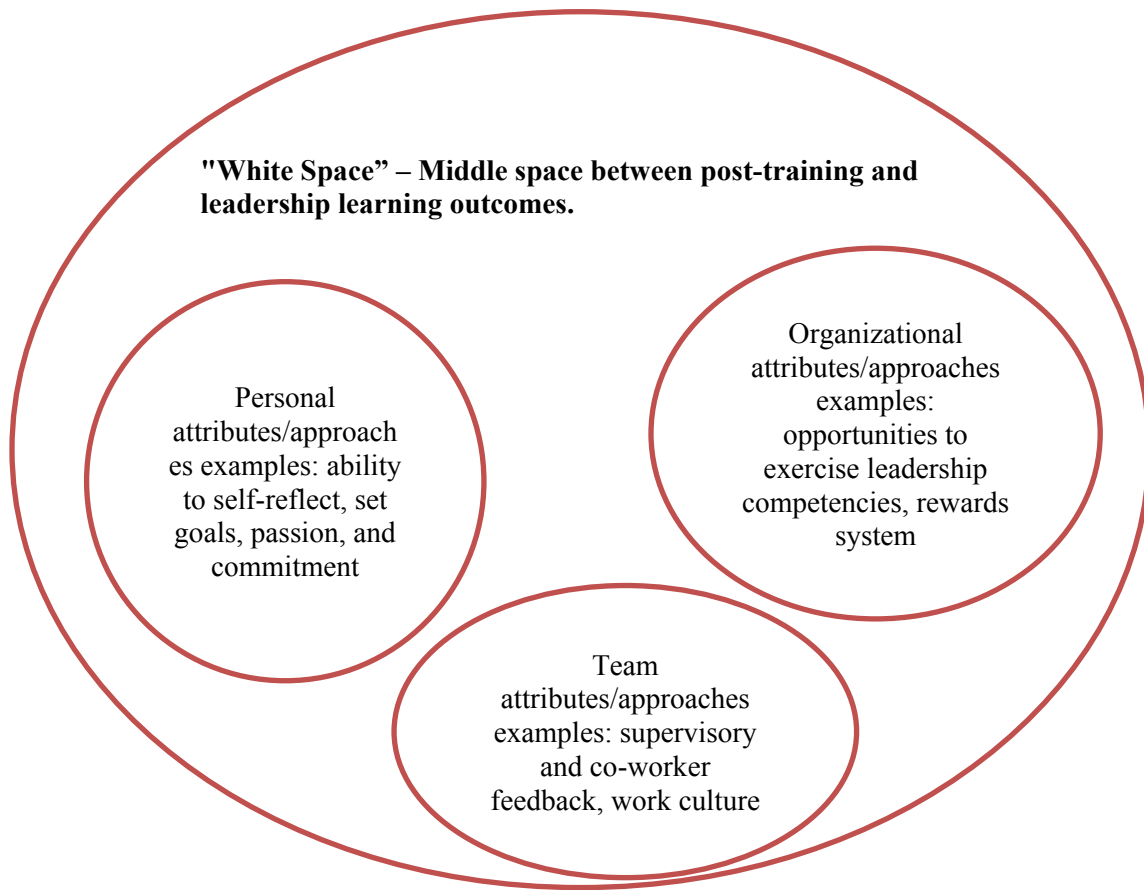 "White Space” – Middle space between post-training and
leadership learning outcomes.
Personal
attributes/approach
es examples: ability
to self-reflect, set
goals, passion, and
commitment
Organizational
attributes/approaches
examples:
opportunities to
exercise leadership
competencies, rewards
system
Team
attributes/approaches
examples: supervisory
and co-worker
feedback, work culture